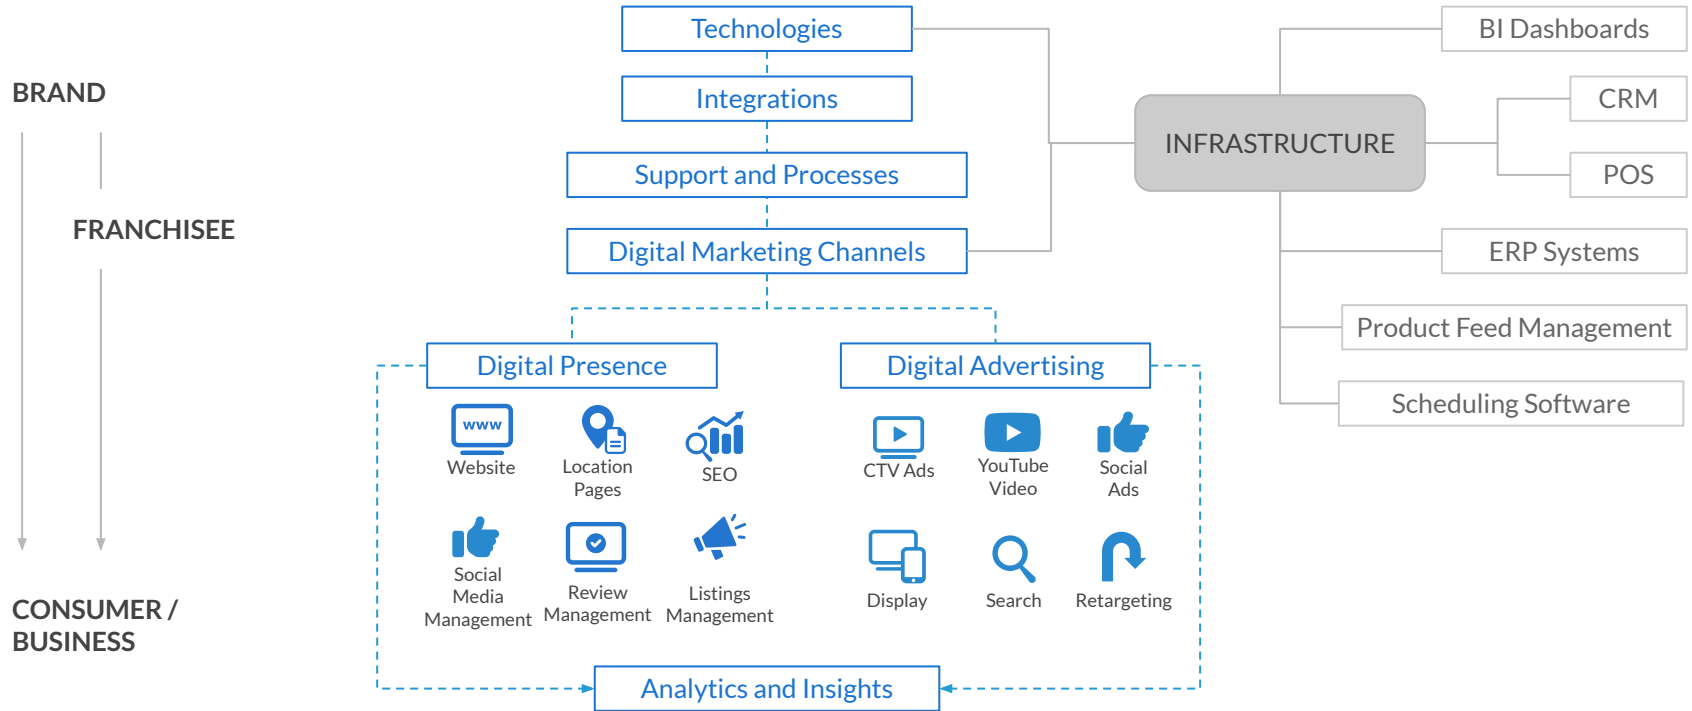 BRAND
FRANCHISEE
CONSUMER /
BUSINESS
Technologies
Integrations
Support and Processes
Digital Marketing Channels
Digital Presence
www
Website
Location
Pages
SEO
Social
Media
Management
Review
Management
Listings
Management
Digital Advertising
CTV Ads
YouTube
Video
Social
Ads
Display
Search
Retargeting
Analytics and Insights
INFRASTRUCTURE
BI Dashboards
CRM
POS
ERP Systems
Product Feed Management
Scheduling Software